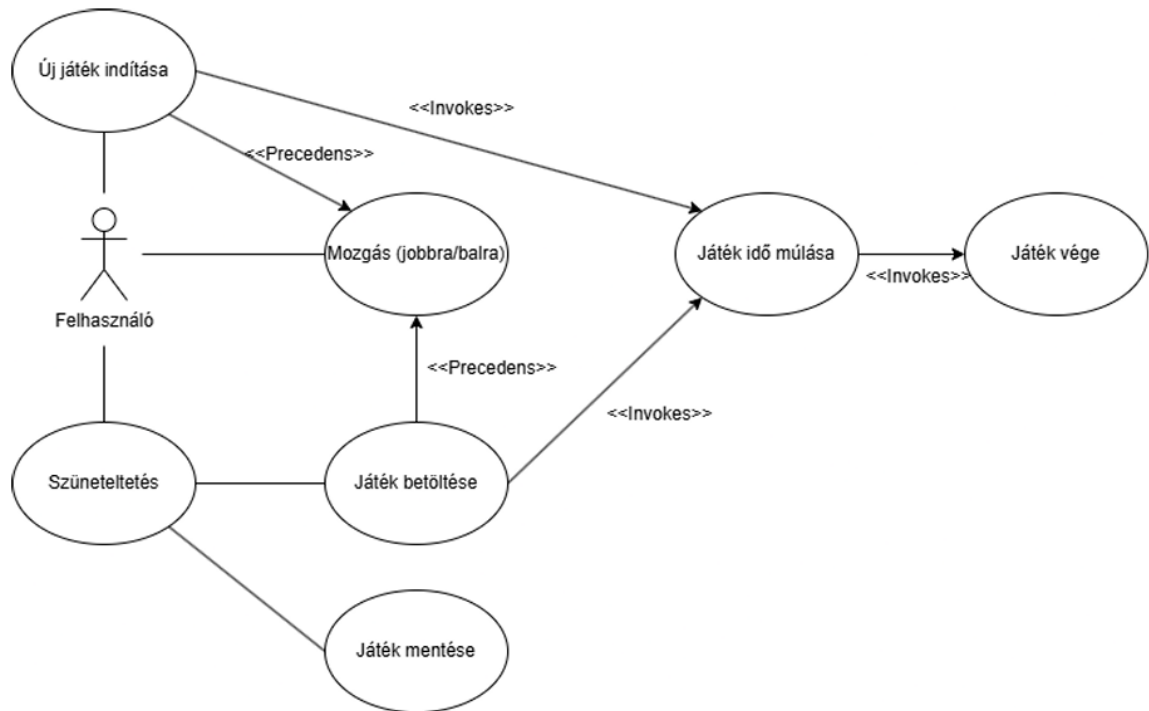 Új játék indítása
<<Invokes>>
<<Precedens>>
Mozgás (jobbra/balra)
Játék idő múlása
Játék vége
<<Invokes>>
Felhasználó
<<Precedens>>
<<Invokes>>
Szüneteltetés
Játék betöltése
Játék mentése